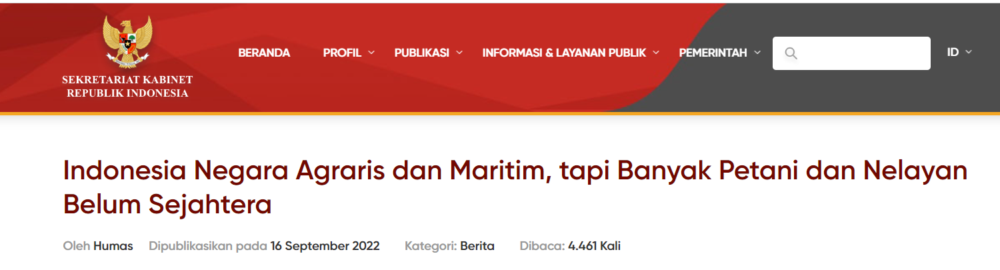 SEKRETARIAT KABINET
REPUBLIK INDONESIA
BERANDA PROFIL PUBLIKASI INFORMASI & LAYANAN PUBLIK PEMERINTAH ID
Indonesia Negara Agraris dan Maritim, tapi Banyak Petani dan Nelayan
Belum Sejahtera
Oleh Humas Dipublikasikan pada 16 September 2022 Kategori: Berita Dibaca: 4.461 Kali